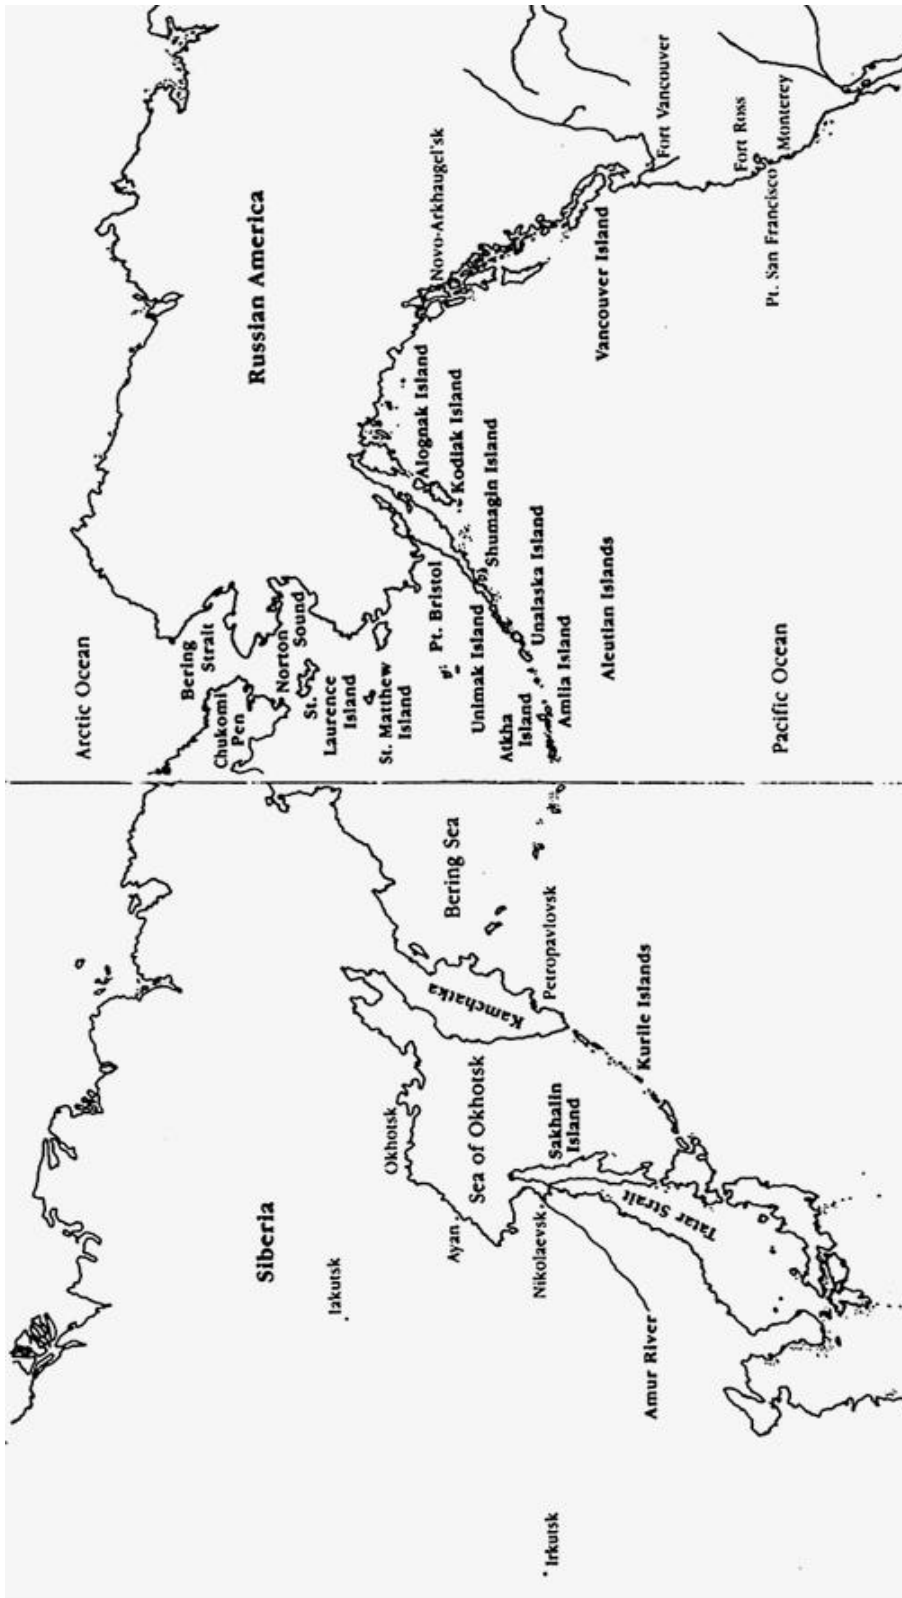 Arctic Ocean
Bering
Strait
Chukomi
Pen
Norton
Sound
St.
Laurence
Island
St. Matthew
Island
Pt. Bristol
Unimak Island
Atkha
Island
Amlia Island
Unalaska Island
Shumagin Island
Kodiak Island
Alognak Island
Aleutian Islands
Pacific Ocean
Russian America
Novo-Arkhaugel'sk
Vancouver Island
Fort Vancouver
Fort Ross
Pt. San Francisco
Monterey
Siberia
Iakutsk
Irkutsk
Okhotsk
Ayan
Sea of Okhotsk
Nikolaevsk
Amur River
Sakhalin
Island
Tatar Strait
Kurile Islands
Kamchatka
Petropavlovsk
Bering Sea